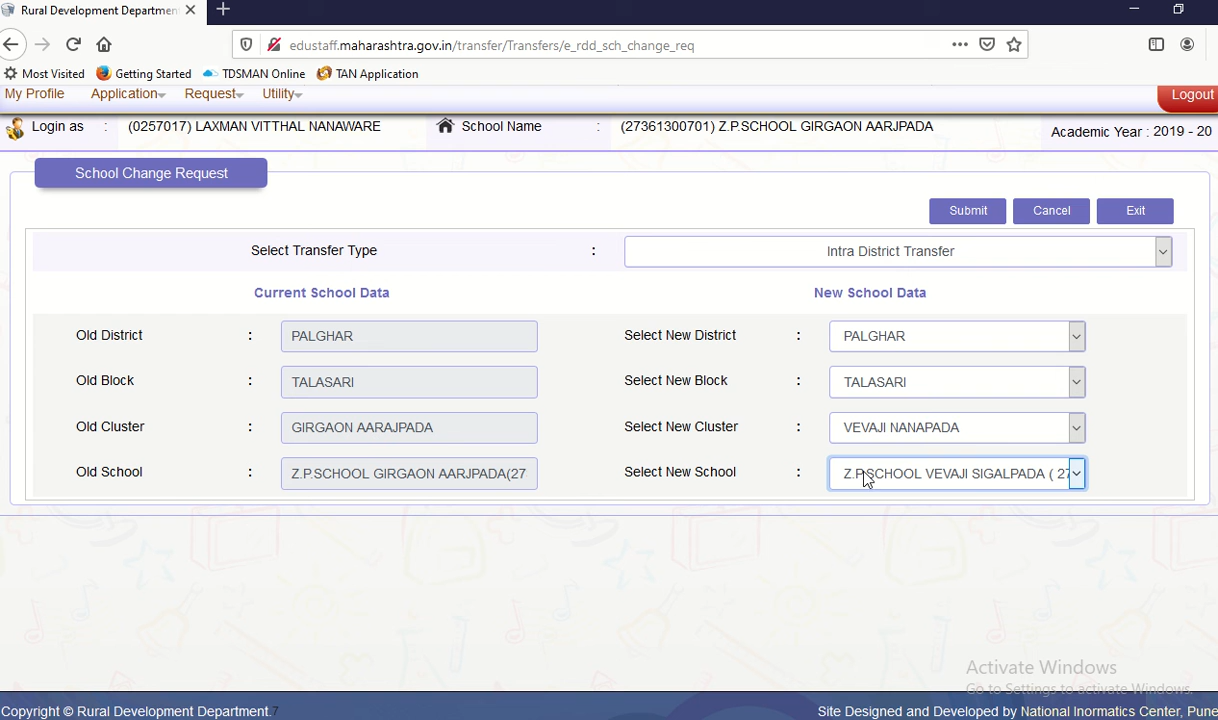 Rural Development Department
edustaff.maharashtra.gov.in/transfer/Transfers/e_rdd_sch_change_req
Most Visited Getting Started TDSMAN Online TAN Application
My Profile Application Request Utility Logout
Login as : (0257017) LAXMAN VITTHAL NANAWARE School Name : (27361300701) Z.P.SCHOOL GIRGAON AARJPADA Academic Year : 2019 - 20
School Change Request
Submit Cancel Exit
Select Transfer Type : Intra District Transfer
Current School Data New School Data
Old District : PALGHAR Select New District : PALGHAR
Old Block : TALASARI Select New Block : TALASARI
Old Cluster : GIRGAON AARAJPADA Select New Cluster : VEVAJI NANAPADA
Old School : Z.P.SCHOOL GIRGAON AARJPADA(27 Select New School : Z.P.SCHOOL VEVAJI SIGALPADA ( 27
Activate Windows
Go to Settings to activate Windows.
Copyright © Rural Development Department.7 Site Designed and Developed by National Inormatics Center, Pune